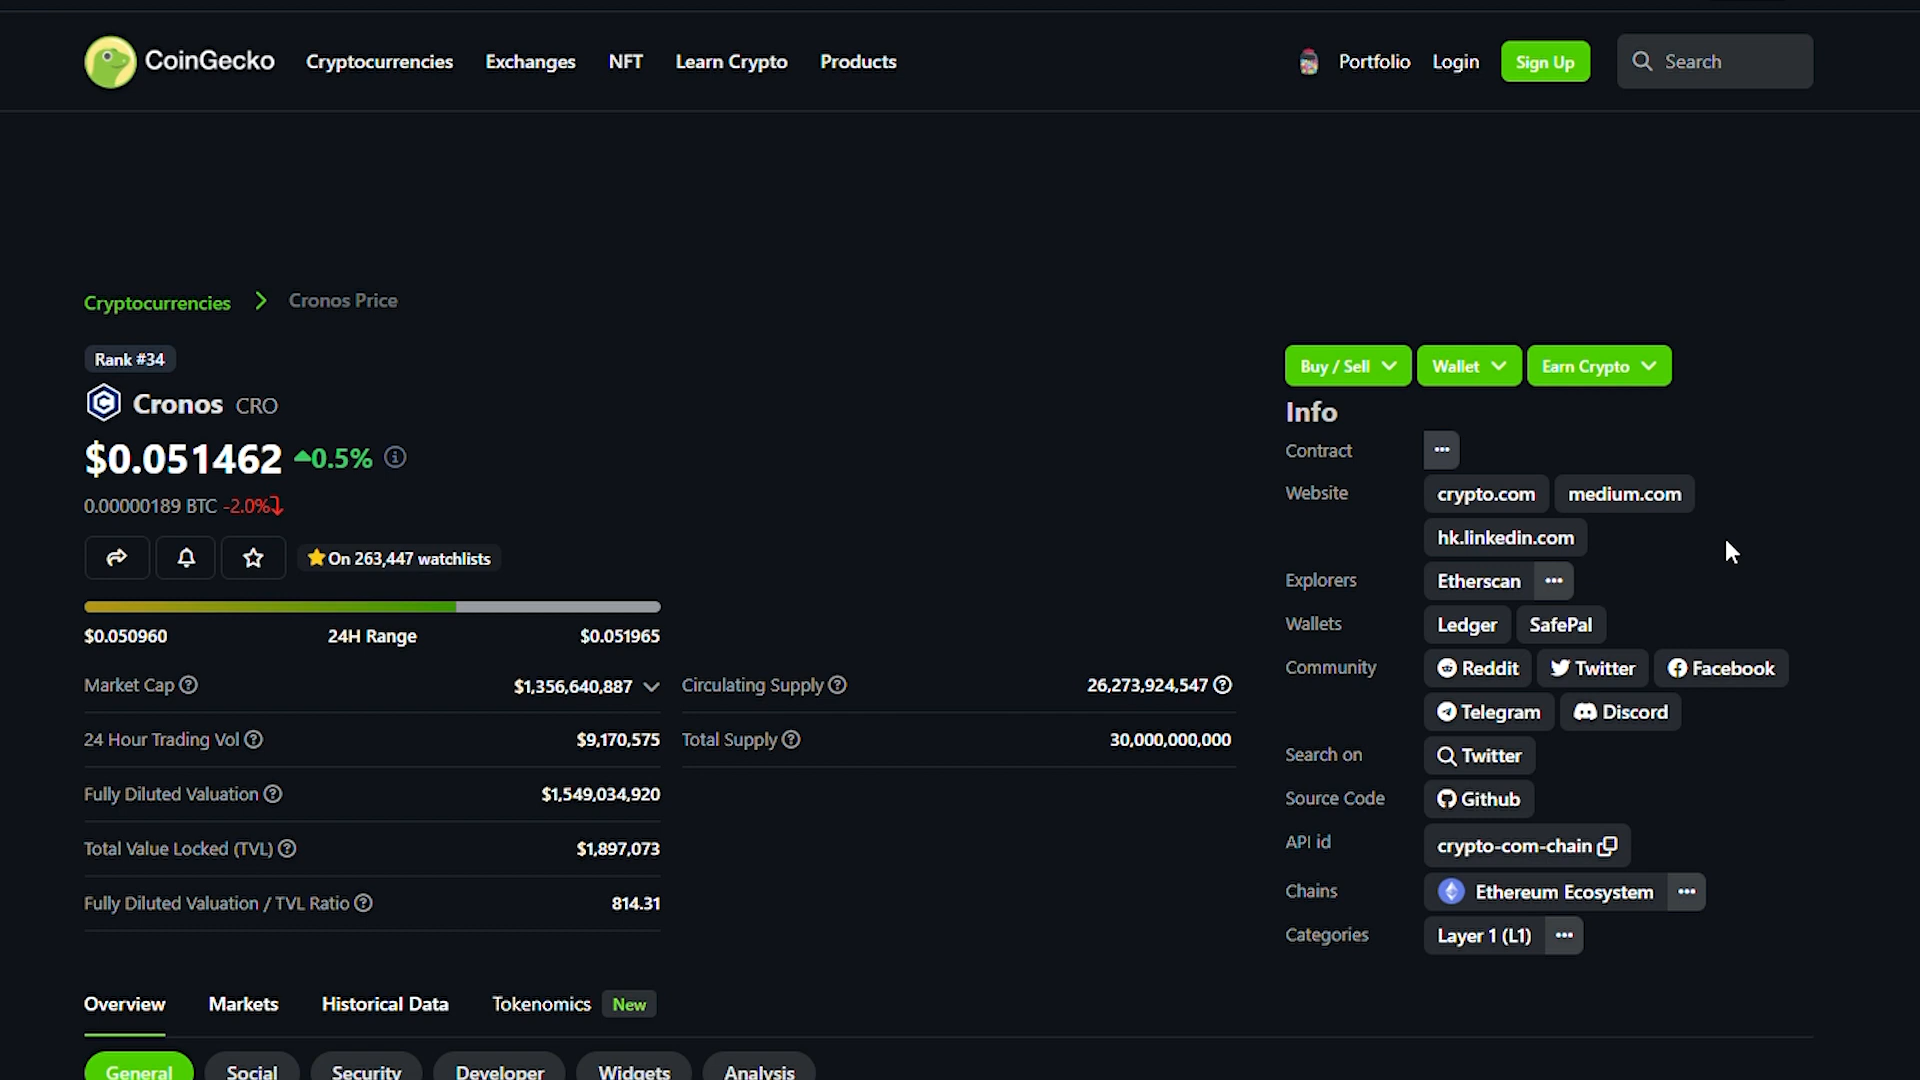 CoinGecko Cryptocurrencies Exchanges NFT Learn Crypto Products Portfolio Login Sign Up Search
Cryptocurrencies Cronos Price
Rank #34
Cronos CRO
$0.051462 0.5%
0.00000189 BTC -2.0%
On 263,447 watchlists
$0.050960 24H Range $0.051965
Market Cap $1,356,640,887
24 Hour Trading Vol $9,170,575
Fully Diluted Valuation $1,549,034,920
Total Value Locked (TVL) $1,897,073
Fully Diluted Valuation / TVL Ratio 814.31
Circulating Supply 26,273,924,547
Total Supply 30,000,000,000
Buy / Sell Wallet Earn Crypto
Info
Contract
Website crypto.com medium.com
hk.linkedin.com
Explorers Etherscan
Wallets Ledger SafePal
Community Reddit Twitter Facebook
Telegram Discord
Search on Twitter
Source Code Github
API id crypto-com-chain
Chains Ethereum Ecosystem
Categories Layer 1 (L1)
Overview Markets Historical Data Tokenomics New
General Social Security Developer Widgets Analysis